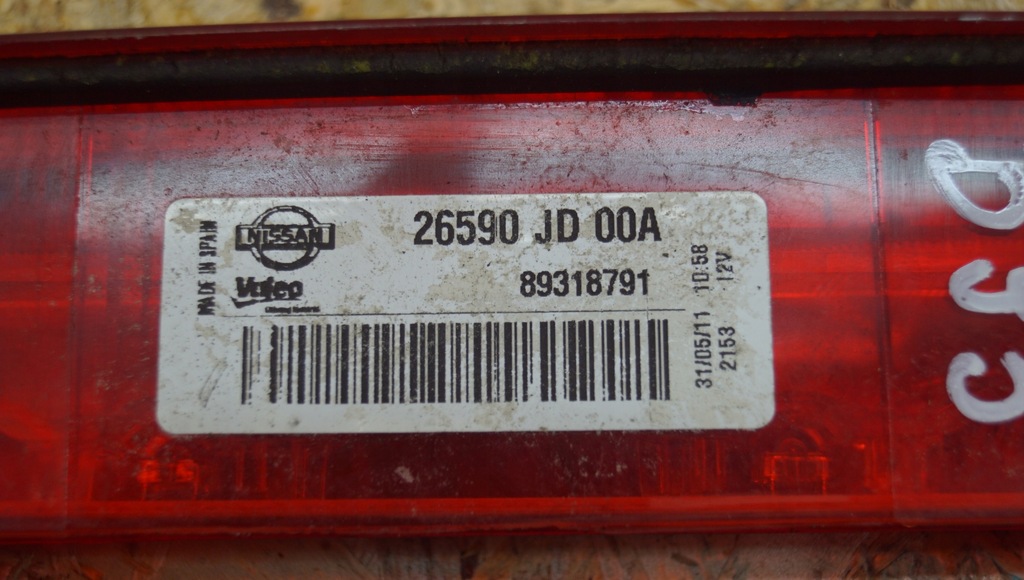 NISSAN
26590 JD 00A
MADE IN SPAIN
Valeo
89318791
31/05/11 10:58
2153 12V